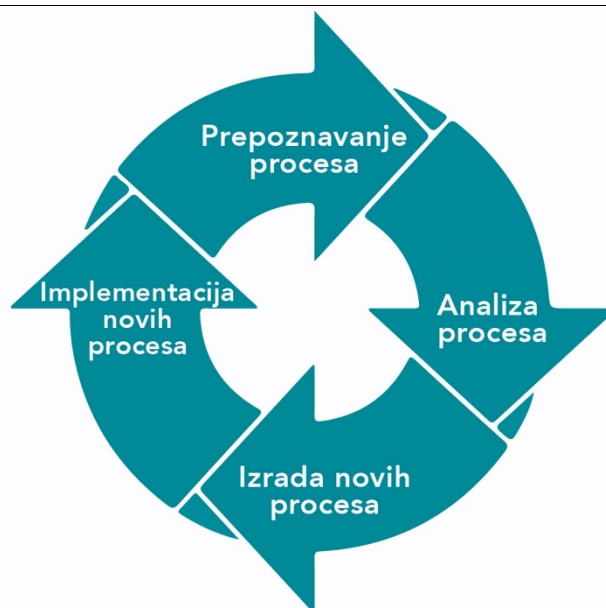 Prepoznavanje
procesa
Analiza
procesa
Izrada novih
procesa
Implementacija
novih
procesa